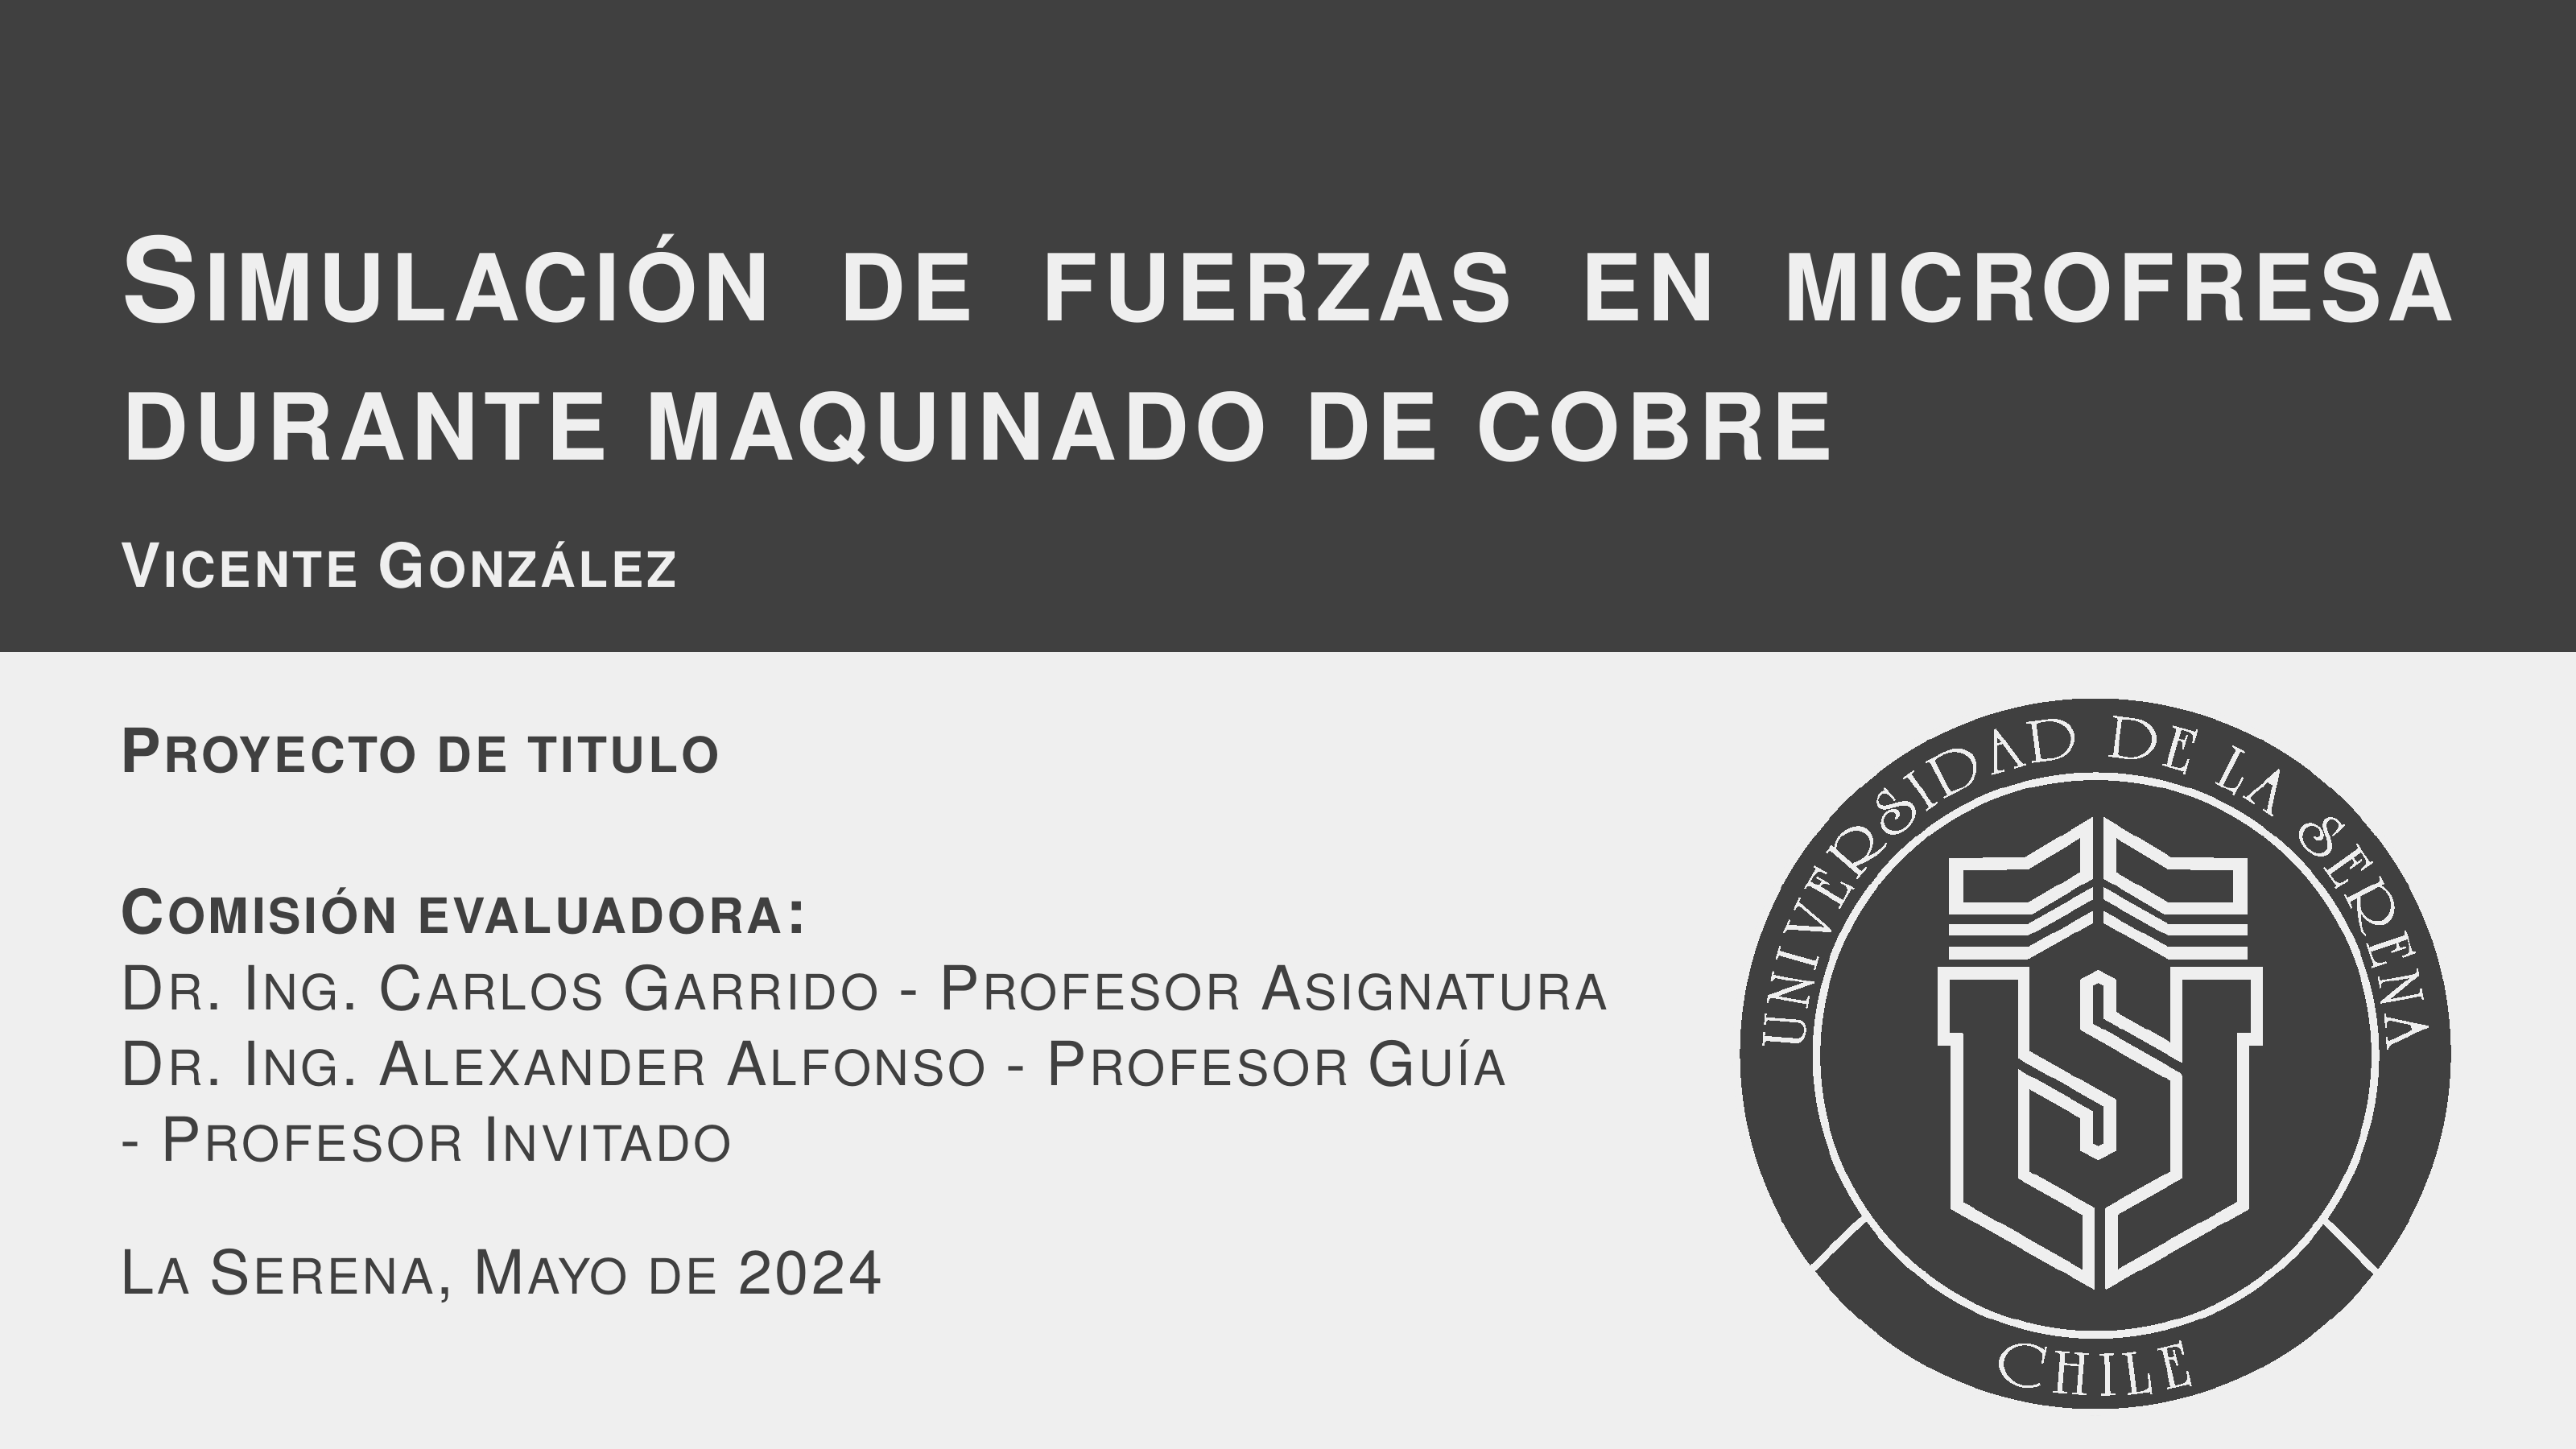 Simulación de fuerzas en microfresa
durante maquinado de cobre
Vicente González
Proyecto de titulo
Comisión evaluadora:
Dr. Ing. Carlos Garrido - Profesor Asignatura
Dr. Ing. Alexander Alfonso - Profesor Guía
- Profesor Invitado
La Serena, Mayo de 2024
UNIVERSIDAD DE LA SERENA
CHILE